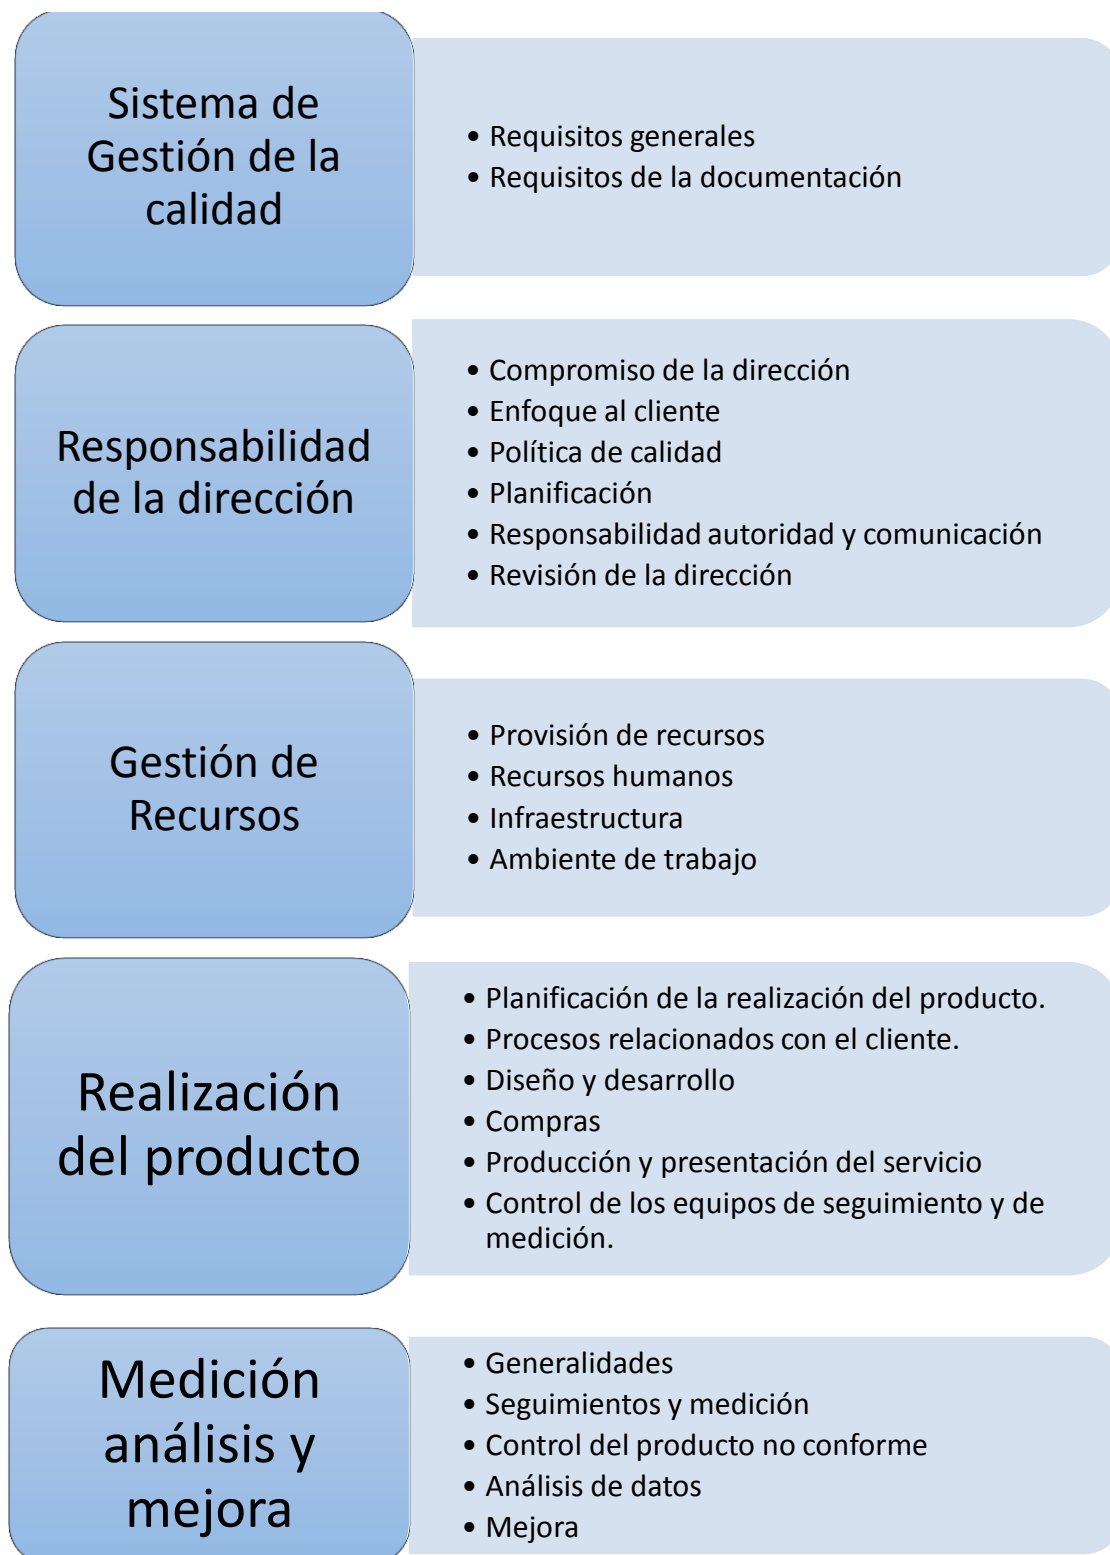 Sistema de
Gestión de la
calidad
• Requisitos generales
• Requisitos de la documentación
Responsabilidad
de la dirección
• Compromiso de la dirección
• Enfoque al cliente
• Política de calidad
• Planificación
• Responsabilidad autoridad y comunicación
• Revisión de la dirección
Gestión de
Recursos
• Provisión de recursos
• Recursos humanos
• Infraestructura
• Ambiente de trabajo
Realización
del producto
• Planificación de la realización del producto.
• Procesos relacionados con el cliente.
• Diseño y desarrollo
• Compras
• Producción y presentación del servicio
• Control de los equipos de seguimiento y de
medición.
Medición
análisis y
mejora
• Generalidades
• Seguimientos y medición
• Control del producto no conforme
• Análisis de datos
• Mejora